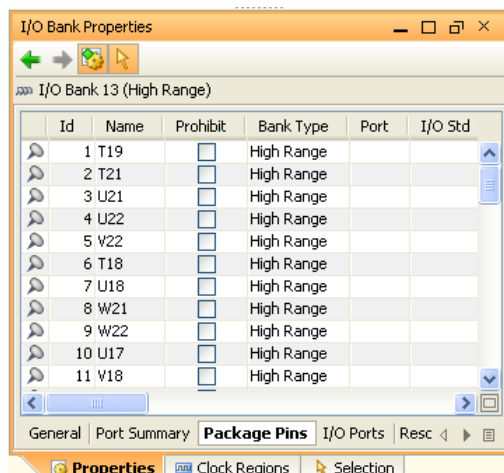 I/O Bank Properties
I/O Bank 13 (High Range)
Id Name Prohibit Bank Type Port I/O Std
1 T19 High Range
2 T21 High Range
3 U21 High Range
4 U22 High Range
5 V22 High Range
6 T18 High Range
7 U18 High Range
8 W21 High Range
9 W22 High Range
10 U17 High Range
11 V18 High Range
General Port Summary Package Pins I/O Ports Resc
Properties Clock Regions Selection